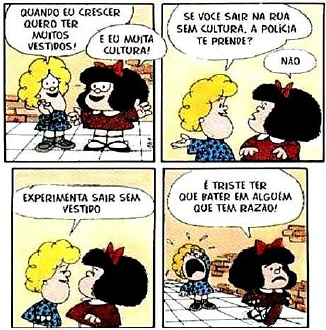 QUANDO EU CRESCER
QUERO TER
MUITOS
VESTIDOS!
E EU MUITA
CULTURA!
SE VOCÊ SAIR NA RUA
SEM CULTURA, A POLÍCIA
TE PRENDE?
NÃO
EXPERIMENTA SAIR SEM
VESTIDO
É TRISTE TER
QUE BATER EM ALGUÉM
QUE TEM RAZÃO!